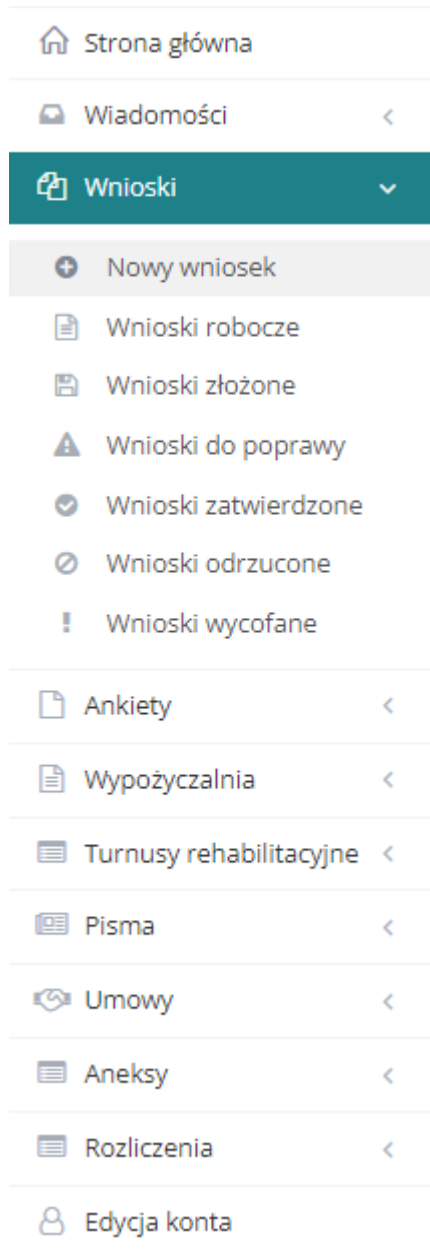 Strona główna
Wiadomości
Wnioski
Nowy wniosek
Wnioski robocze
Wnioski złożone
Wnioski do poprawy
Wnioski zatwierdzone
Wnioski odrzucone
Wnioski wycofane
Ankiety
Wypożyczalnia
Turnusy rehabilitacyjne
Pisma
Umowy
Aneksy
Rozliczenia
Edycja konta